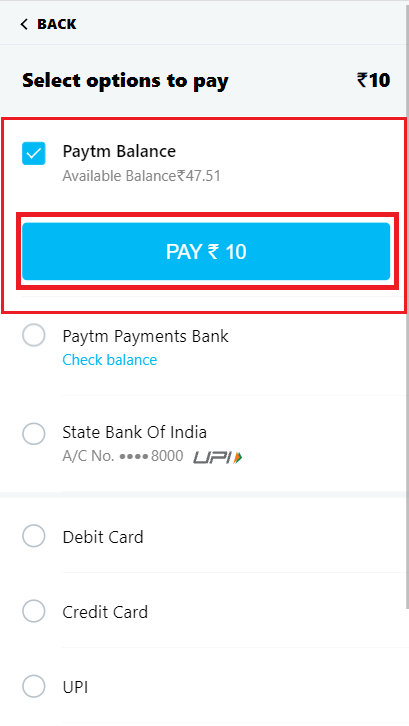 BACK
Select options to pay ₹10
Paytm Balance
Available Balance₹47.51
PAY ₹ 10
Paytm Payments Bank
Check balance
State Bank Of India
A/C No. ●●●●8000 UPI
Debit Card
Credit Card
UPI